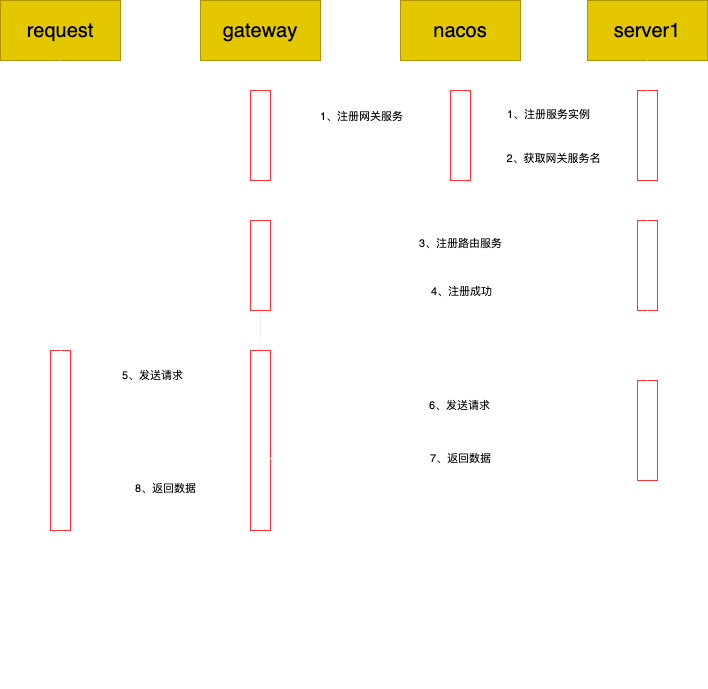 request
gateway
nacos
server1
1、注册网关服务
1、注册服务实例
2、获取网关服务名
3、注册路由服务
4、注册成功
5、发送请求
6、发送请求
7、返回数据
8、返回数据